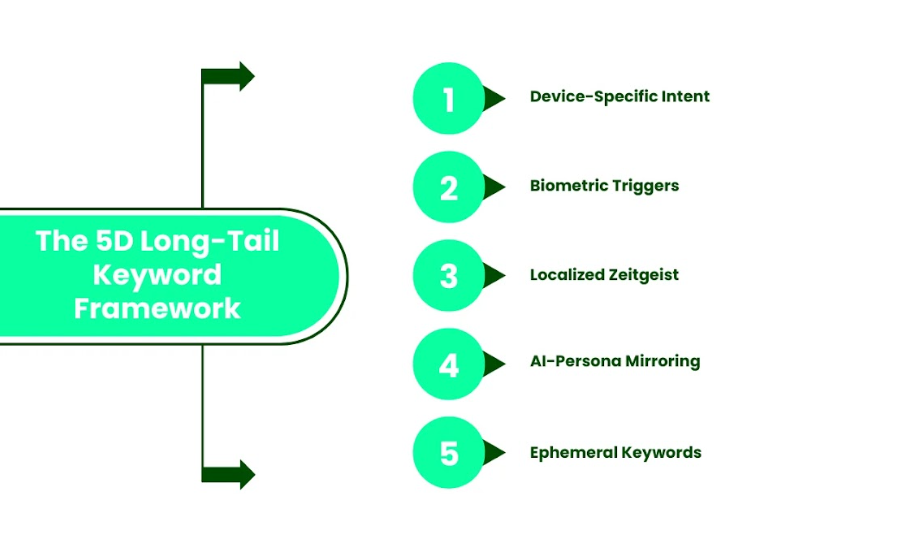 The 5D Long-Tail
Keyword
Framework
1
Device-Specific Intent
2
Biometric Triggers
3
Localized Zeitgeist
4
AI-Persona Mirroring
5
Ephemeral Keywords